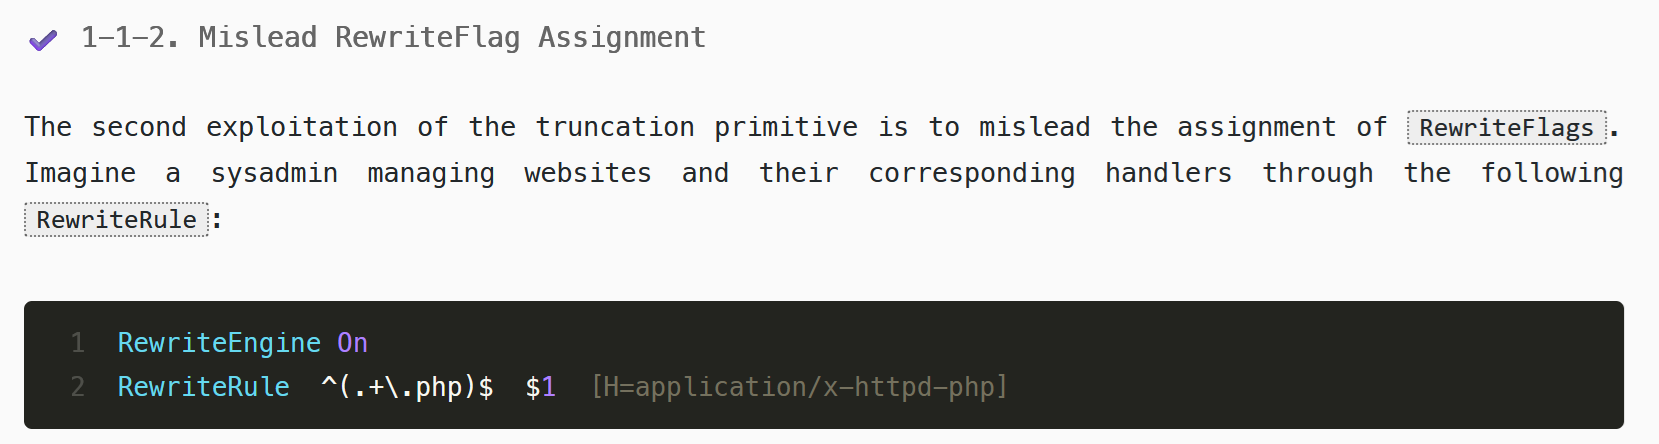 1-1-2. Mislead RewriteFlag Assignment
The second exploitation of the truncation primitive is to mislead the assignment of RewriteFlags.
Imagine a sysadmin managing websites and their corresponding handlers through the following
RewriteRule:
1 RewriteEngine On
2 RewriteRule ^(.+\.php)$ $1 [H=application/x-httpd-php]